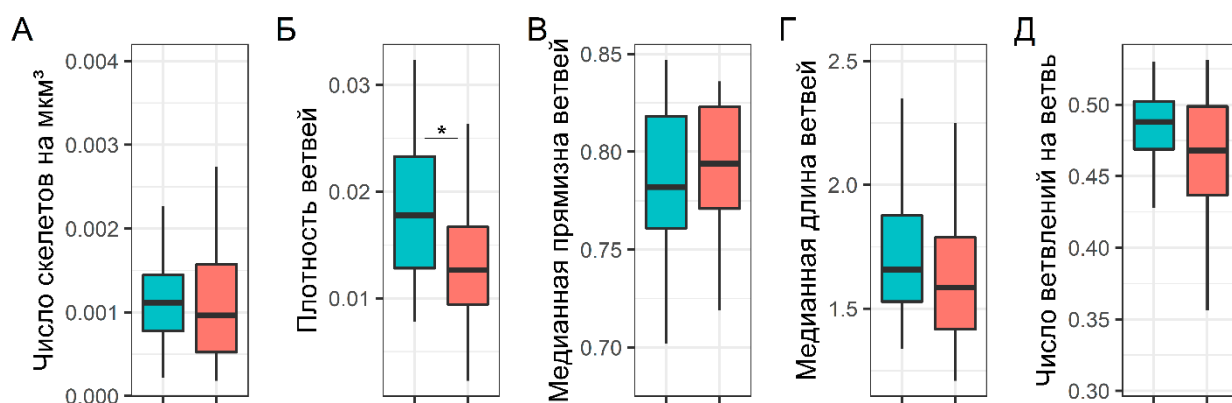 А
Число скелетов на мкм³
0.004
0.003
0.002
0.001
0.000
Б
Плотность ветвей
0.03
0.02
0.01
*
В
Медианная прямизна ветвей
0.85
0.80
0.75
0.70
Г
Медианная длина ветвей
2.5
2.0
1.5
Д
Число ветвлений на ветвь
0.50
0.45
0.40
0.35
0.30